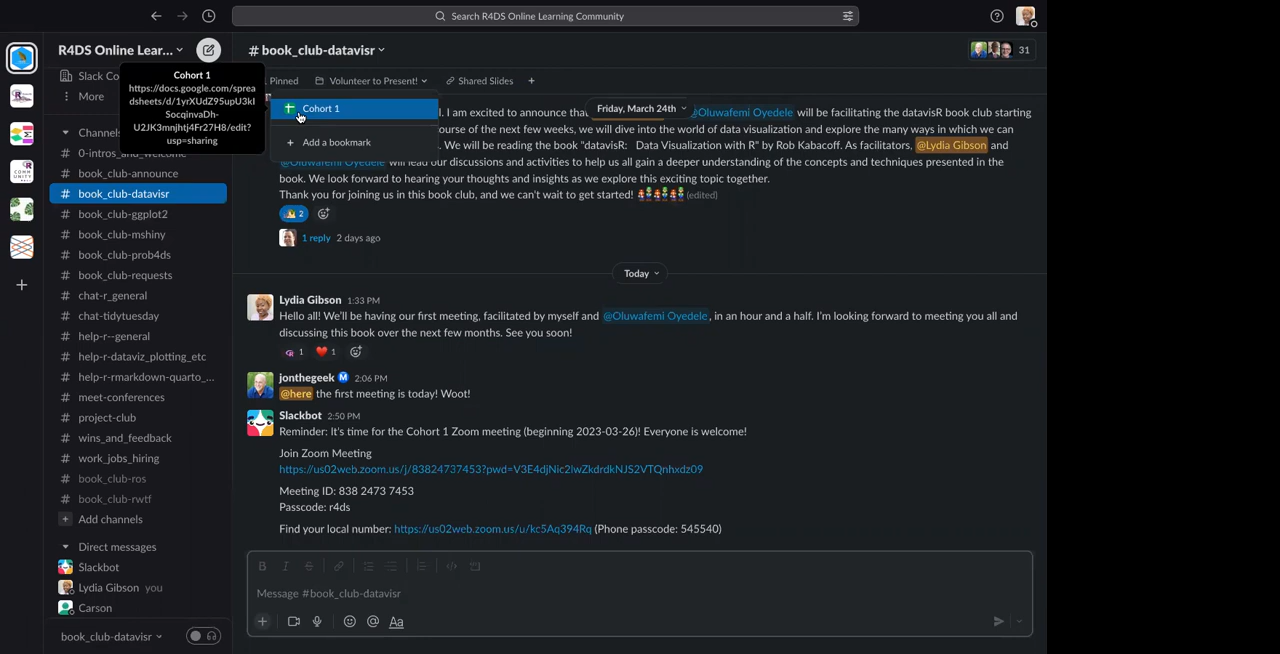 Search R4DS Online Learning Community
R4DS Online Lear...
# book_club-datavisr
31
Slack Co
More
Cohort 1
https://docs.google.com/sprea
dsheets/d/1yrXUdZ95upU3kI
SocqinvaDh-
U2JK3mnjhtj4Fr27H8/edit?
usp=sharing
Pinned
Volunteer to Present!
Shared Slides
Cohort 1
Add a bookmark
Friday, March 24th
l. I am excited to announce that @Oluwafemi Oyedele will be facilitating the datavisR book club starting
ourse of the next few weeks, we will dive into the world of data visualization and explore the many ways in which we can
. We will be reading the book "datavisR: Data Visualization with R" by Rob Kabacoff. As facilitators, @Lydia Gibson and
@Oluwafemi Oyedele will lead our discussions and activities to help us all gain a deeper understanding of the concepts and techniques presented in the
book. We look forward to hearing your thoughts and insights as we explore this exciting topic together.
Thank you for joining us in this book club, and we can't wait to get started! (edited)
2
1 reply 2 days ago
Channels
# 0-intros_and_welcome
# book_club-announce
# book_club-datavisr
# book_club-ggplot2
# book_club-mshiny
# book_club-prob4ds
# book_club-requests
# chat-r_general
# chat-tidytuesday
# help-r--general
# help-r-dataviz_plotting_etc
# help-r-rmarkdown-quarto_...
# meet-conferences
# project-club
# wins_and_feedback
# work_jobs_hiring
# book_club-ros
# book_club-rwtf
Add channels
Direct messages
Slackbot
Lydia Gibson you
Carson
book_club-datavisr
Today
Lydia Gibson 1:33 PM
Hello all! We'll be having our first meeting, facilitated by myself and @Oluwafemi Oyedele, in an hour and a half. I'm looking forward to meeting you all and
discussing this book over the next few months. See you soon!
1 1
jonthegeek M 2:06 PM
@here the first meeting is today! Woot!
Slackbot 2:50 PM
Reminder: It's time for the Cohort 1 Zoom meeting (beginning 2023-03-26)! Everyone is welcome!
Join Zoom Meeting
https://us02web.zoom.us/j/83824737453?pwd=V3E4djNic2lwZkdrdkNJS2VTQnhxdz09
Meeting ID: 838 2473 7453
Passcode: r4ds
Find your local number: https://us02web.zoom.us/u/kc5Aq394Rq (Phone passcode: 545540)
Message #book_club-datavisr
Aa